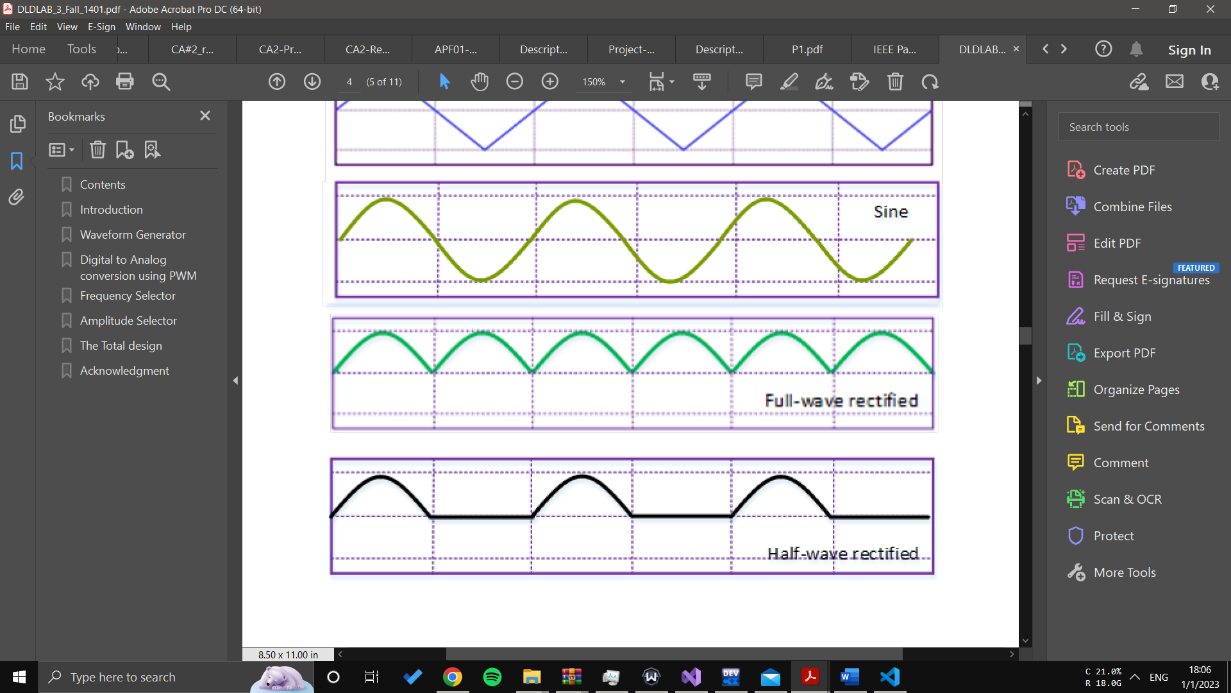 DLDLAB_3_Fall_1401.pdf - Adobe Acrobat Pro DC (64-bit)
File Edit View E-Sign Window Help
Home Tools ɔ... CA#2_r... CA2-Pr... CA2-Re... APF01-... Descript... Project-... Descript... P1.pdf IEEE Pa... DLDLAB... × Sign In
4 (5 of 11) 150%
Bookmarks
Contents
Introduction
Waveform Generator
Digital to Analog
conversion using PWM
Frequency Selector
Amplitude Selector
The Total design
Acknowledgment
Sine
Full-wave rectified
Half-wave rectified
8.50 x 11.00 in
Search tools
Create PDF
Combine Files
Edit PDF
FEATURED
Request E-signatures
Fill & Sign
Export PDF
Organize Pages
Send for Comments
Comment
Scan & OCR
Protect
More Tools
Type here to search
DEV
C 21.0%
R 18.0G
ENG
18:06
1/1/2023